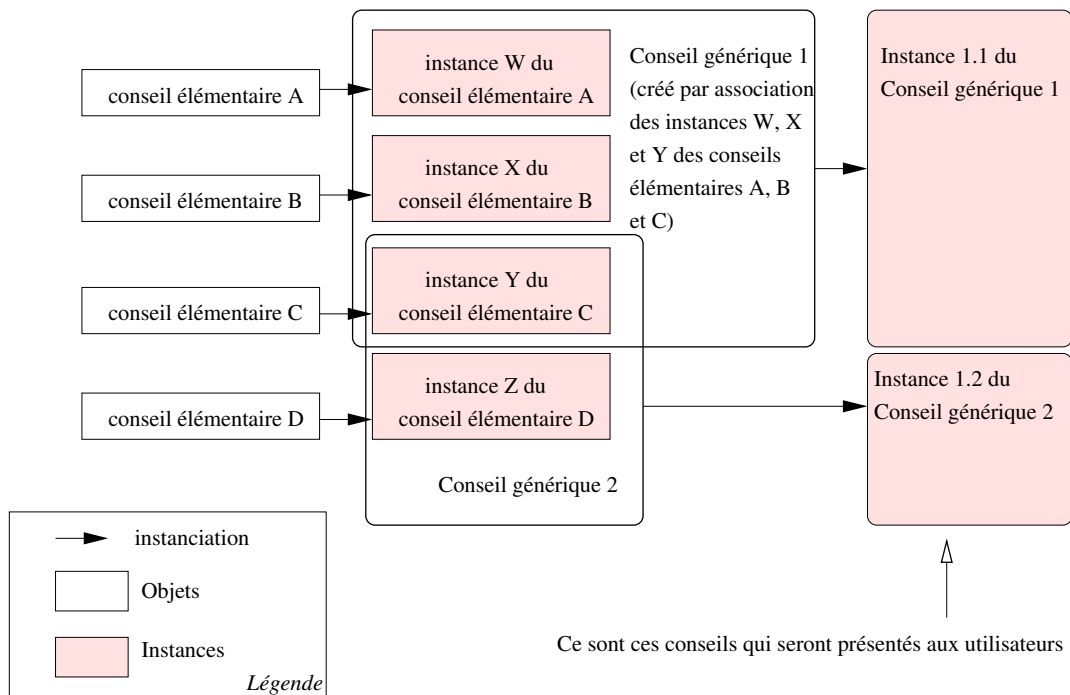 conseil élémentaire A
instance W du
conseil élémentaire A
Conseil générique 1
(créé par association
des instances W, X
et Y des conseils
élémentaires A, B
et C)
Instance 1.1 du
Conseil générique 1
conseil élémentaire B
instance X du
conseil élémentaire B
conseil élémentaire C
instance Y du
conseil élémentaire C
conseil élémentaire D
instance Z du
conseil élémentaire D
Conseil générique 2
Instance 1.2 du
Conseil générique 2
instanciation
Objets
Instances
Légende
Ce sont ces conseils qui seront présentés aux utilisateurs